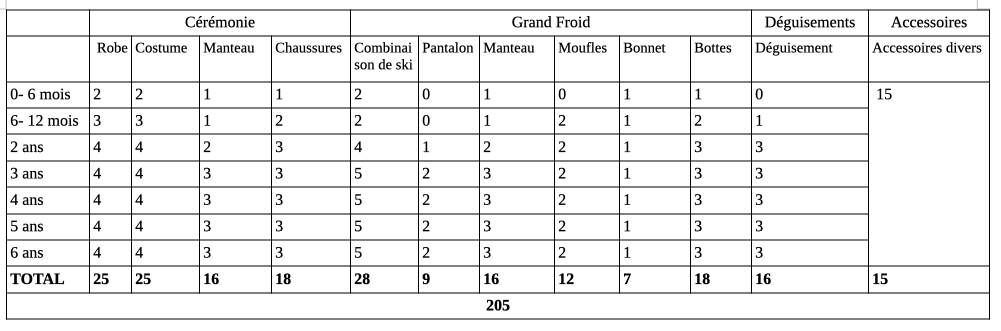 Cérémonie Grand Froid Déguisements Accessoires
Robe Costume Manteau Chaussures Combinai Pantalon Manteau Moufles Bonnet Bottes Déguisement Accessoires divers
son de ski
0- 6 mois 2 2 1 1 2 0 1 0 1 1 0 15
6- 12 mois 3 3 1 2 2 0 1 2 1 2 1
2 ans 4 4 2 3 4 1 2 2 1 3 3
3 ans 4 4 3 3 5 2 3 2 1 3 3
4 ans 4 4 3 3 5 2 3 2 1 3 3
5 ans 4 4 3 3 5 2 3 2 1 3 3
6 ans 4 4 3 3 5 2 3 2 1 3 3
TOTAL 25 25 16 18 28 9 16 12 7 18 16 15
205